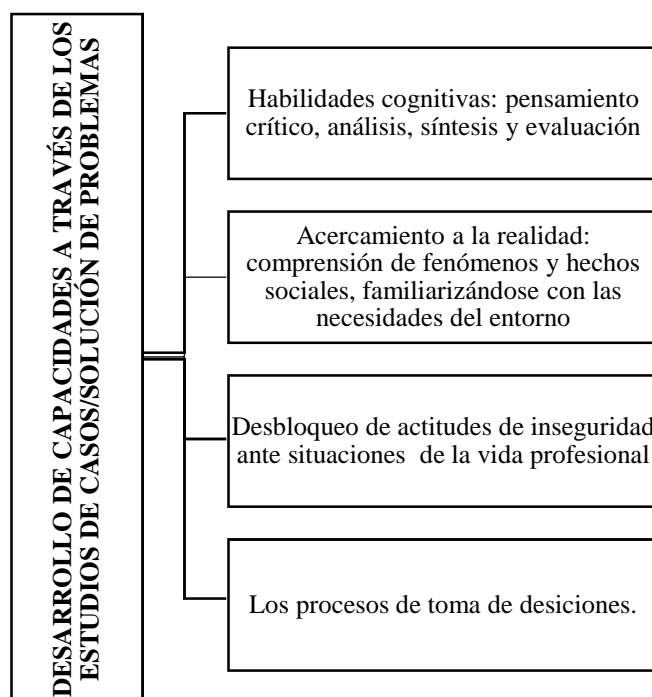 DESARROLLO DE CAPACIDADES A TRAVÉS DE LOS
ESTUDIOS DE CASOS/SOLUCIÓN DE PROBLEMAS
Habilidades cognitivas: pensamiento
crítico, análisis, síntesis y evaluación
Acercamiento a la realidad:
comprensión de fenómenos y hechos
sociales, familiarizándose con las
necesidades del entorno
Desbloqueo de actitudes de inseguridad
ante situaciones de la vida profesional
Los procesos de toma de desiciones.